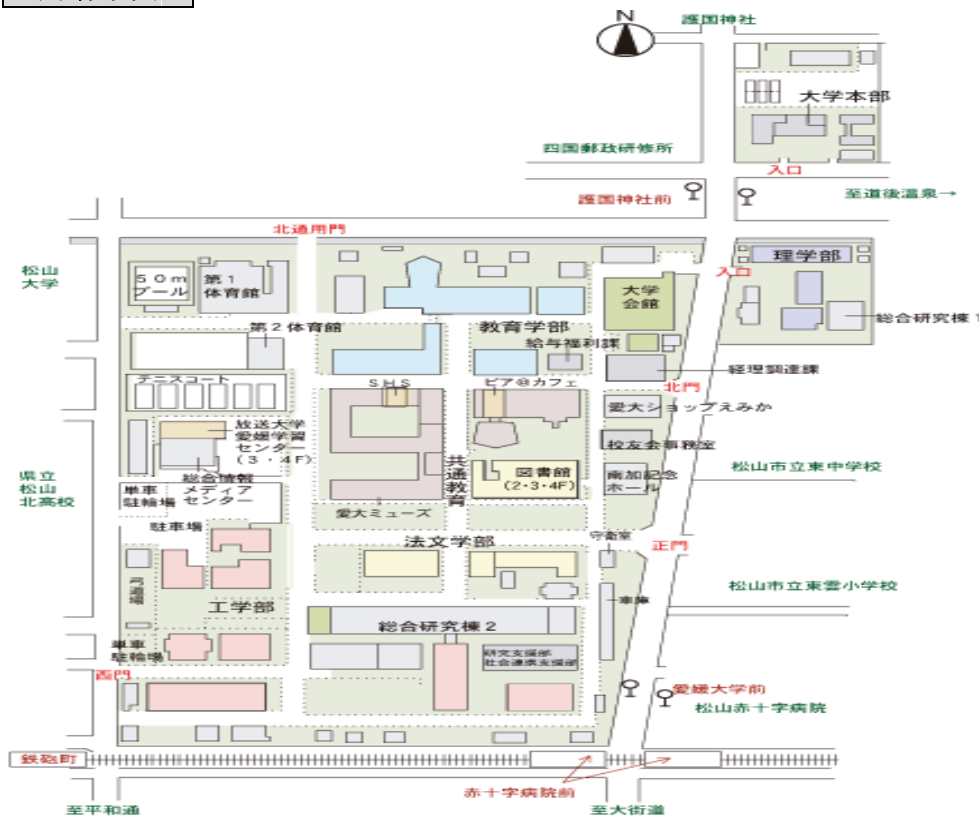 N
護国神社
大学本部
四国郵政研修所
入口
護国神社前
至道後温泉→
北通用門
松山
大学
50m
プール
第1
体育館
大学
会館
入口
理学部
総合研究棟1
第2体育館
教育学部
給与福利課
経理調達課
テニスコート
SHS
ピア@カフェ
北門
愛大ショップえみか
放送大学
愛媛学習
センター
(3・4F)
校友会事務室
県立
松山
北高校
総合情報
メディア
センター
単車
駐輪場
共通教育
図書館
(2・3・4F)
南加記念
ホール
松山市立東中学校
愛大ミューズ
駐車場
法文学部
守衛室
正門
弓道場
工学部
車庫
松山市立東雲小学校
総合研究棟2
単車
駐輪場
研究支援部
社会連携支援部
西門
愛媛大学前
松山赤十字病院
鉄砲町
赤十字病院前
至平和通
至大街道